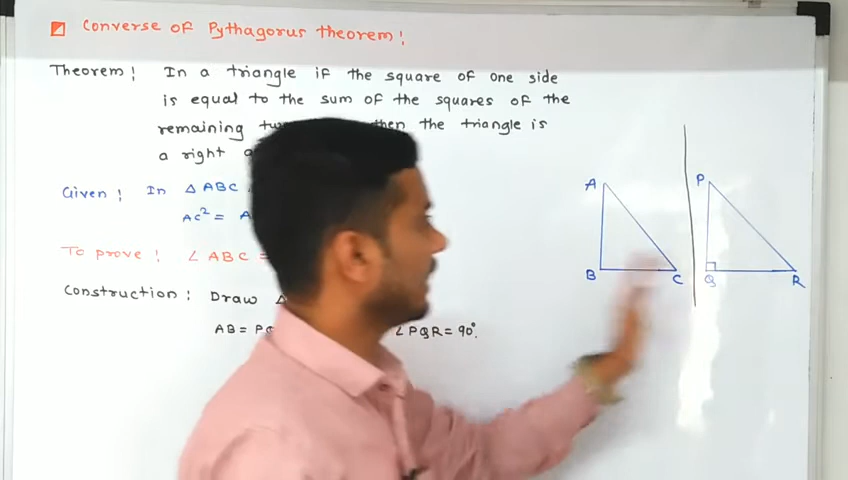 Converse of Pythagorus theorem!
Theorem! In a triangle if the square of one side
is equal to the sum of the squares of the
remaining then the triangle is
a right
Given! In △ ABC
AC² =
To prove! ∠ ABC =
Construction: Draw
AB = ∠PQR = 90°.
A
B
C
P
Q
R